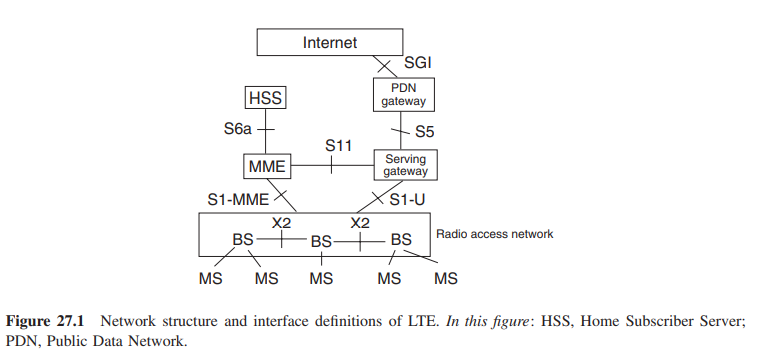 Internet
SGI
PDN
gateway
HSS
S6a
S5
S11
MME
Serving
gateway
S1-MME
S1-U
X2 X2
BS BS BS
Radio access network
MS MS MS MS MS
Figure 27.1 Network structure and interface definitions of LTE. In this figure: HSS, Home Subscriber Server;
PDN, Public Data Network.